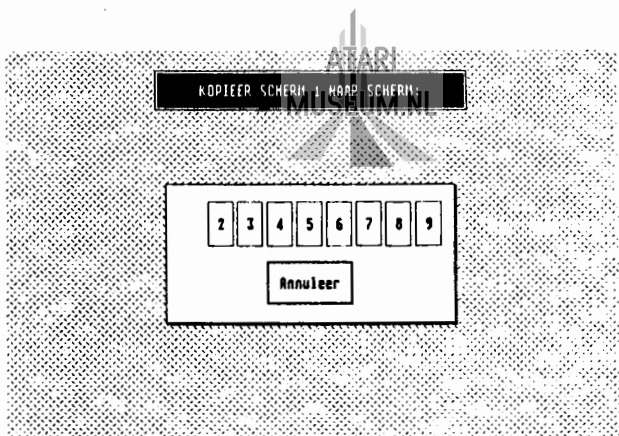 ATARI
KOPIEER SCHERM 1 NAAR SCHERM:
MUSEUM.NL
2 3 4 5 6 7 8 9
Annuleer